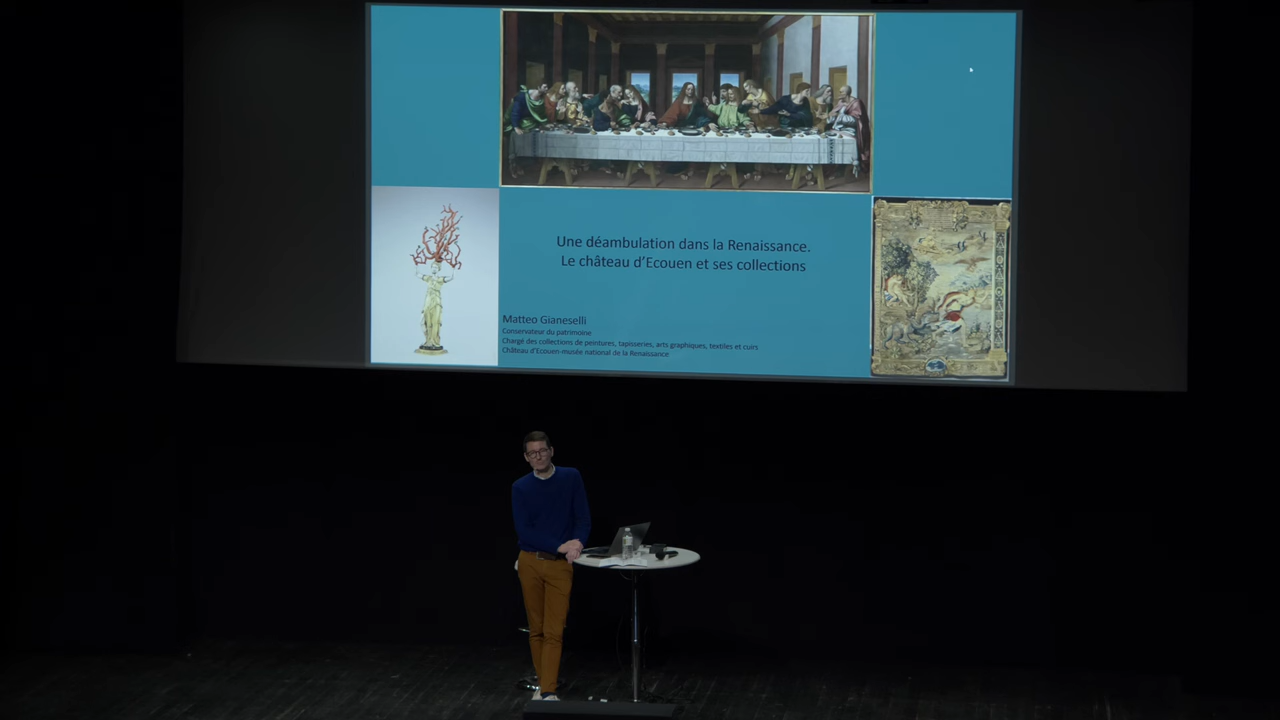 Une déambulation dans la Renaissance.
Le château d'Ecouen et ses collections
Matteo Gianeselli
Conservateur du patrimoine
Chargé des collections de peintures, tapisseries, arts graphiques, textiles et cuirs
Château d'Ecouen-musée national de la Renaissance